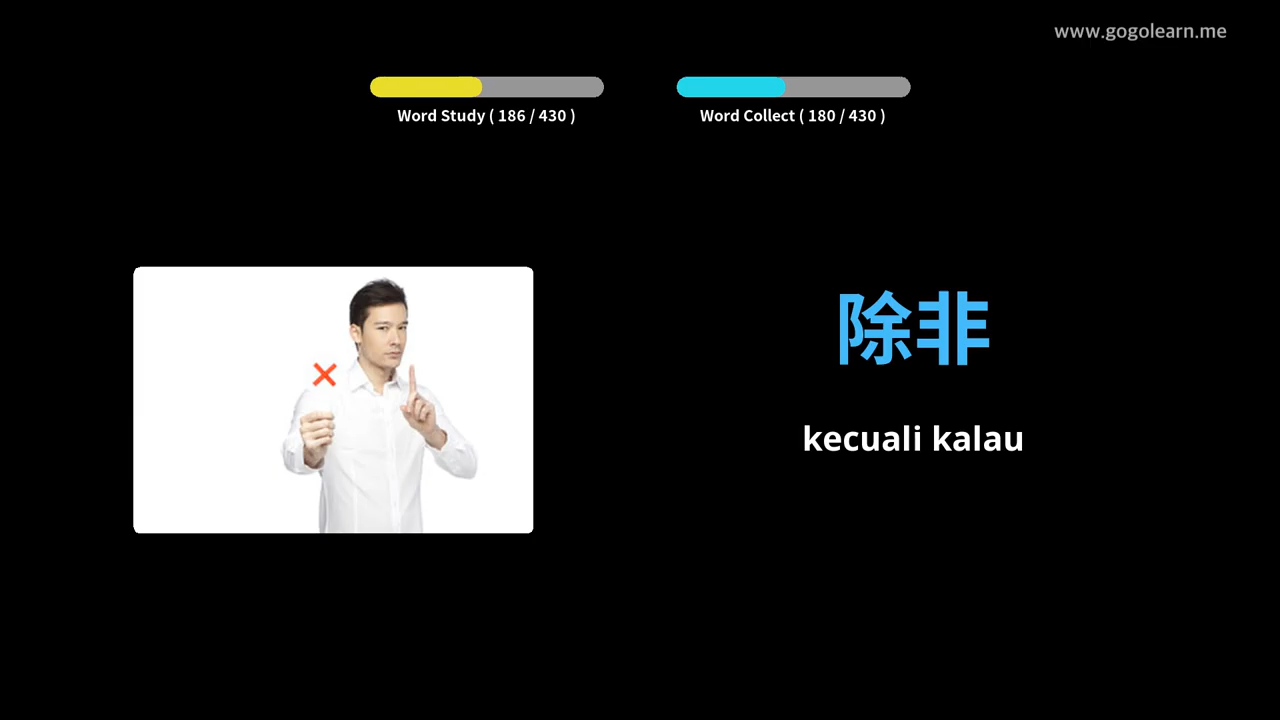 www.gogolearn.me
Word Study ( 186 / 430 )
Word Collect ( 180 / 430 )
除非
kecuali kalau